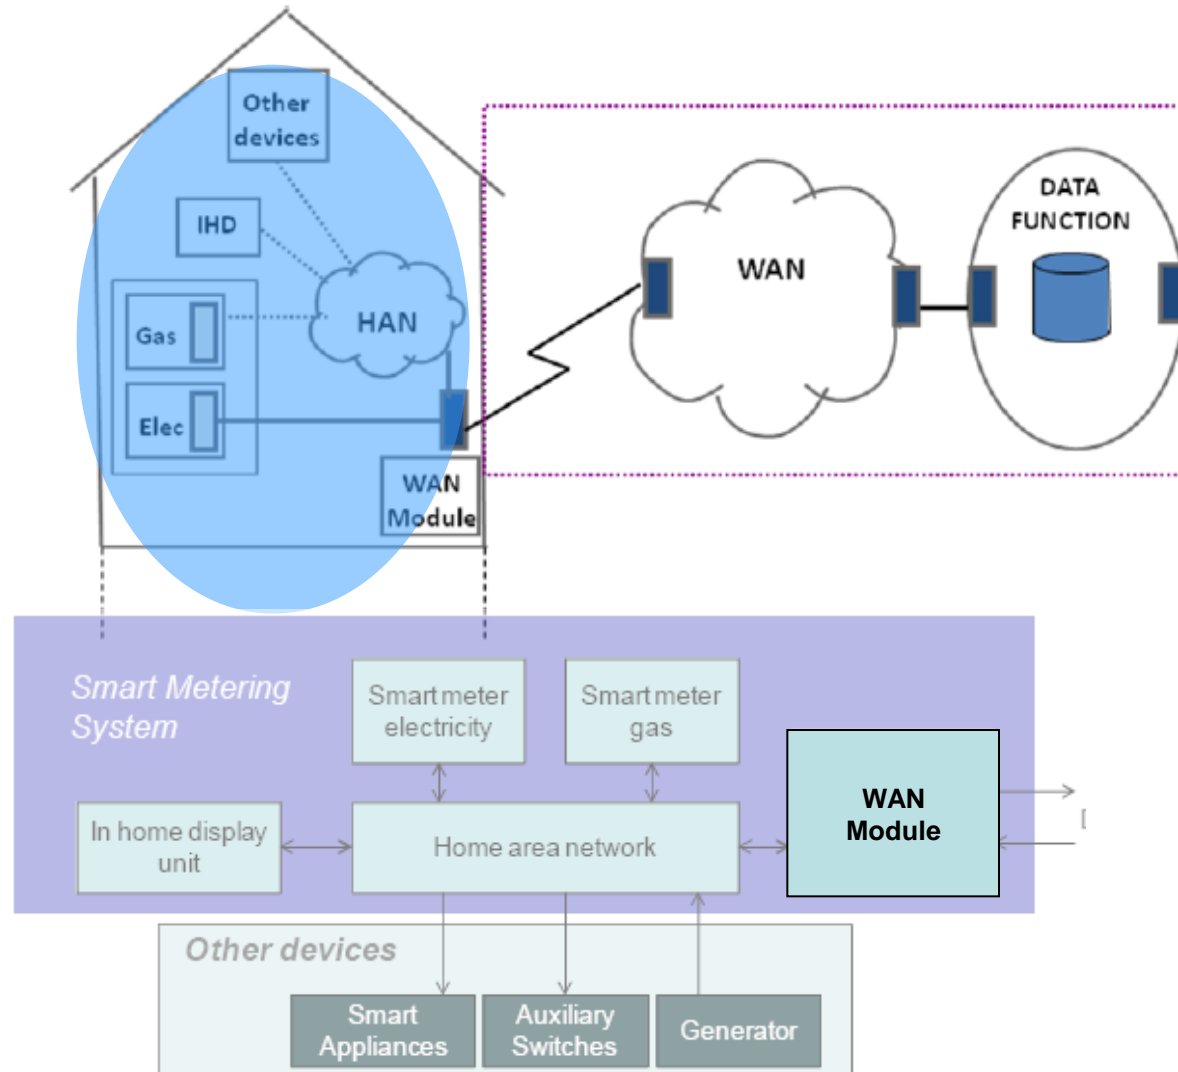 Other
devices
IHD
Gas
HAN
Elec
WAN
Module
WAN
DATA
FUNCTION
Smart Metering
System
Smart meter
electricity
Smart meter
gas
WAN
Module
In home display
unit
Home area network
Other devices
Smart
Appliances
Auxiliary
Switches
Generator